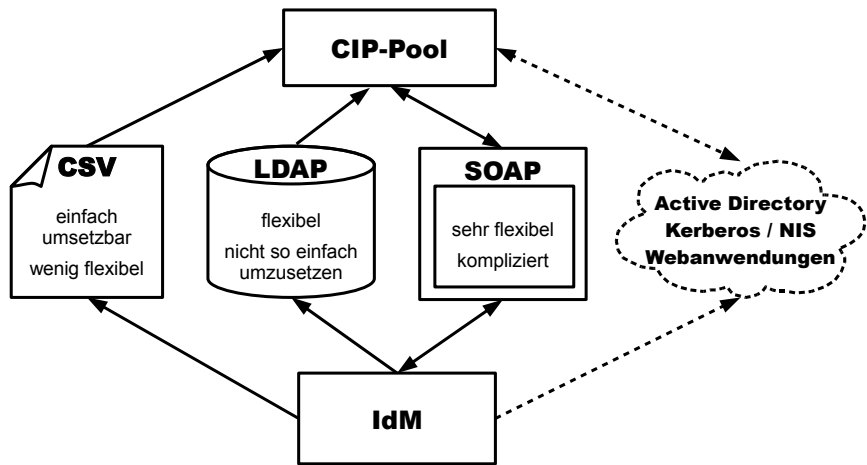 CIP-Pool
CSV
einfach
umsetzbar
wenig flexibel
LDAP
flexibel
nicht so einfach
umzusetzen
SOAP
sehr flexibel
kompliziert
Active Directory
Kerberos / NIS
Webanwendungen
IdM